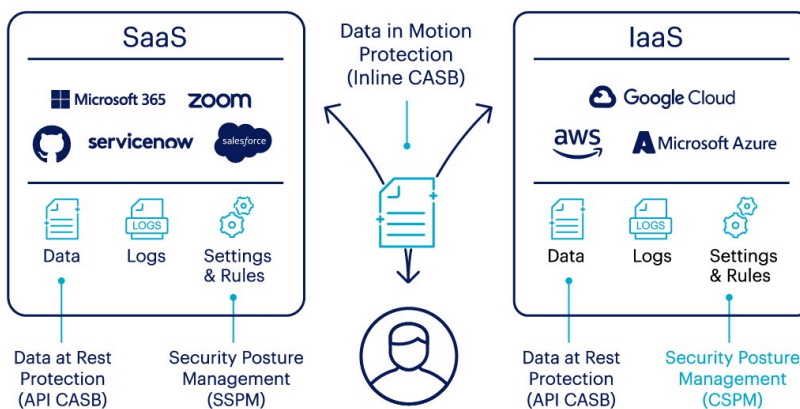 SaaS
Microsoft 365
zoom
servicenow
salesforce
Data
LOGS
Logs
Settings
& Rules
Data at Rest
Protection
(API CASB)
Security Posture
Management
(SSPM)
Data in Motion
Protection
(Inline CASB)
IaaS
Google Cloud
aws
Microsoft Azure
Data
LOGS
Logs
Settings
& Rules
Data at Rest
Protection
(API CASB)
Security Posture
Management
(CSPM)